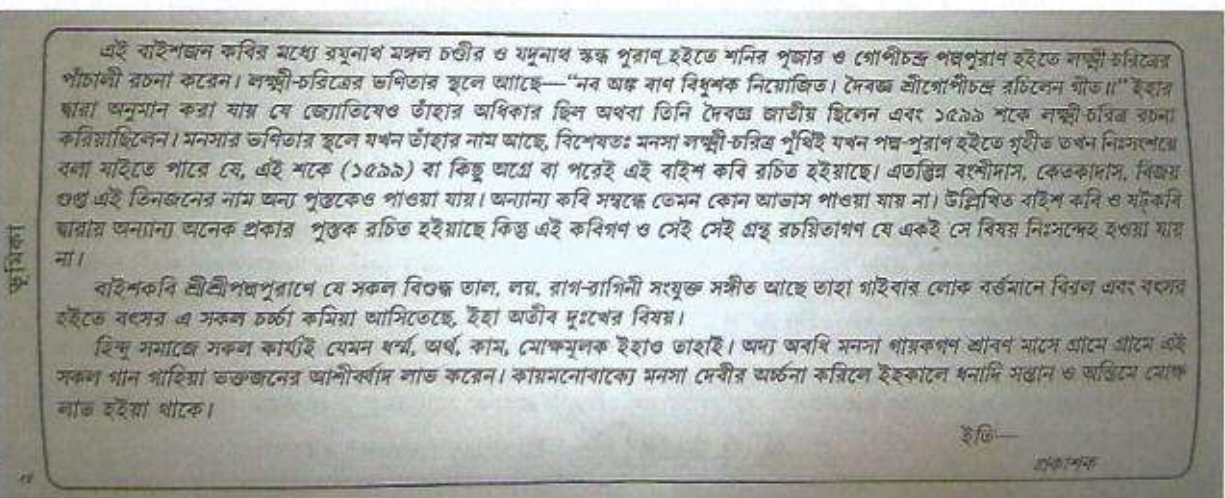 এই বাইশজন কবির মধ্যে রঘুনাথ মঙ্গল চণ্ডীর ও যদুনাথ স্কন্ধ পুরাণ হইতে শনির পূজার ও গোপীচন্দ্র পদ্মপুরাণ হইতে লক্ষ্মী-চরিত্রের
পাঁচালী রচনা করেন। লক্ষ্মী-চরিত্রের ভণিতার স্থলে আছে—“নব অঙ্ক বাণ বিধুশক নিয়োজিত। দৈবজ্ঞ শ্রীগোপীচন্দ্র রচিলেন গীত॥” ইহার
দ্বারা অনুমান করা যায় যে জ্যোতিষেও তাঁহার অধিকার ছিল অথবা তিনি দৈবজ্ঞ জাতীয় ছিলেন এবং ১৫৯৯ শকে লক্ষ্মী-চরিত্র রচনা
করিয়াছিলেন। মনসার ভণিতার স্থলে যখন তাঁহার নাম আছে, বিশেষতঃ মনসা লক্ষ্মী-চরিত্র পুঁথিই যখন পদ্ম-পুরাণ হইতে গৃহীত তখন নিঃসংশয়ে
বলা যাইতে পারে যে, এই শকে (১৫৯৯) বা কিছু অগ্রে বা পরেই এই বাইশ কবি রচিত হইয়াছে। এতদ্ভিন্ন বংশীদাস, কেতকাদাস, বিজয়
গুপ্ত এই তিনজনের নাম অন্য পুস্তকেও পাওয়া যায়। অন্যান্য কবি সম্বন্ধে তেমন কোন আভাস পাওয়া যায় না। উল্লিখিত বাইশ কবি ও ষট্‌কবি
দ্বারায় অন্যান্য অনেক প্রকার পুস্তক রচিত হইয়াছে কিন্তু এই কবিগণ ও সেই সেই গ্রন্থ রচয়িতাগণ যে একই সে বিষয় নিঃসন্দেহ হওয়া যায়
না।
বাইশকবি শ্রীশ্রীপদ্মপুরাণে যে সকল বিশুদ্ধ তাল, লয়, রাগ-রাগিনী সংযুক্ত সঙ্গীত আছে তাহা গাইবার লোক বর্তমানে বিরল এবং বৎসর
হইতে বৎসর এ সকল চর্চ্চা কমিয়া আসিতেছে, ইহা অতীব দুঃখের বিষয়।
হিন্দু সমাজে সকল কার্য্যই যেমন ধর্ম্ম, অর্থ, কাম, মোক্ষমূলক ইহাও তাহাই। অদ্য অবধি মনসা গায়কগণ শ্রাবণ মাসে গ্রামে গ্রামে এই
সকল গান গাহিয়া ভক্তজনের আশীর্ব্বাদ লাভ করেন। কায়মনোবাক্যে মনসা দেবীর অর্চ্চনা করিলে ইহকালে ধনাদি সন্তান ও অন্তিমে মোক্ষ
লাভ হইয়া থাকে।
ইতি—
প্রকাশক
ভূমিকা